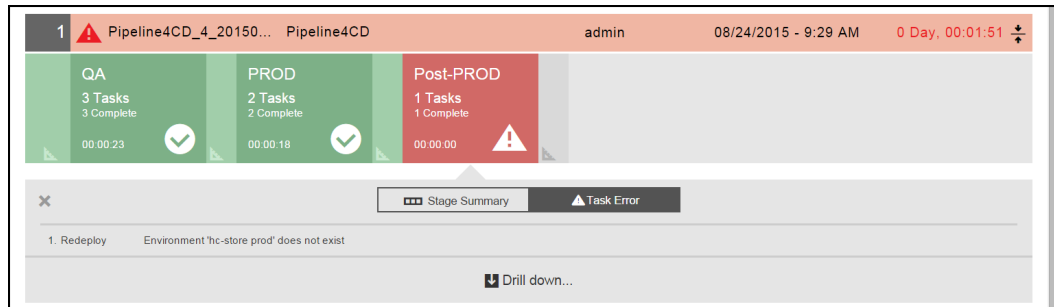 1 Pipeline4CD_4_20150... Pipeline4CD admin 08/24/2015 - 9:29 AM 0 Day, 00:01:51
QA PROD Post-PROD
3 Tasks 2 Tasks 1 Tasks
3 Complete 2 Complete 1 Complete
00:00:23 00:00:18 00:00:00
Stage Summary Task Error
1. Redeploy Environment 'hc-store prod' does not exist
Drill down...